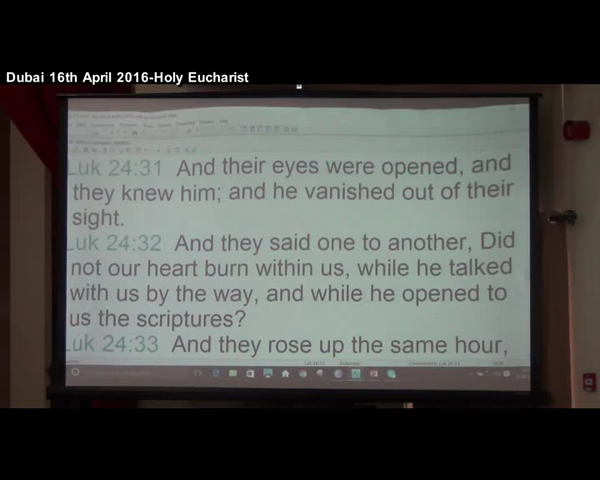 Dubai 16th April 2016-Holy Eucharist
Luk 24:31 And their eyes were opened, and
they knew him; and he vanished out of their
sight.
Luk 24:32 And they said one to another, Did
not our heart burn within us, while he talked
with us by the way, and while he opened to
us the scriptures?
Luk 24:33 And they rose up the same hour,